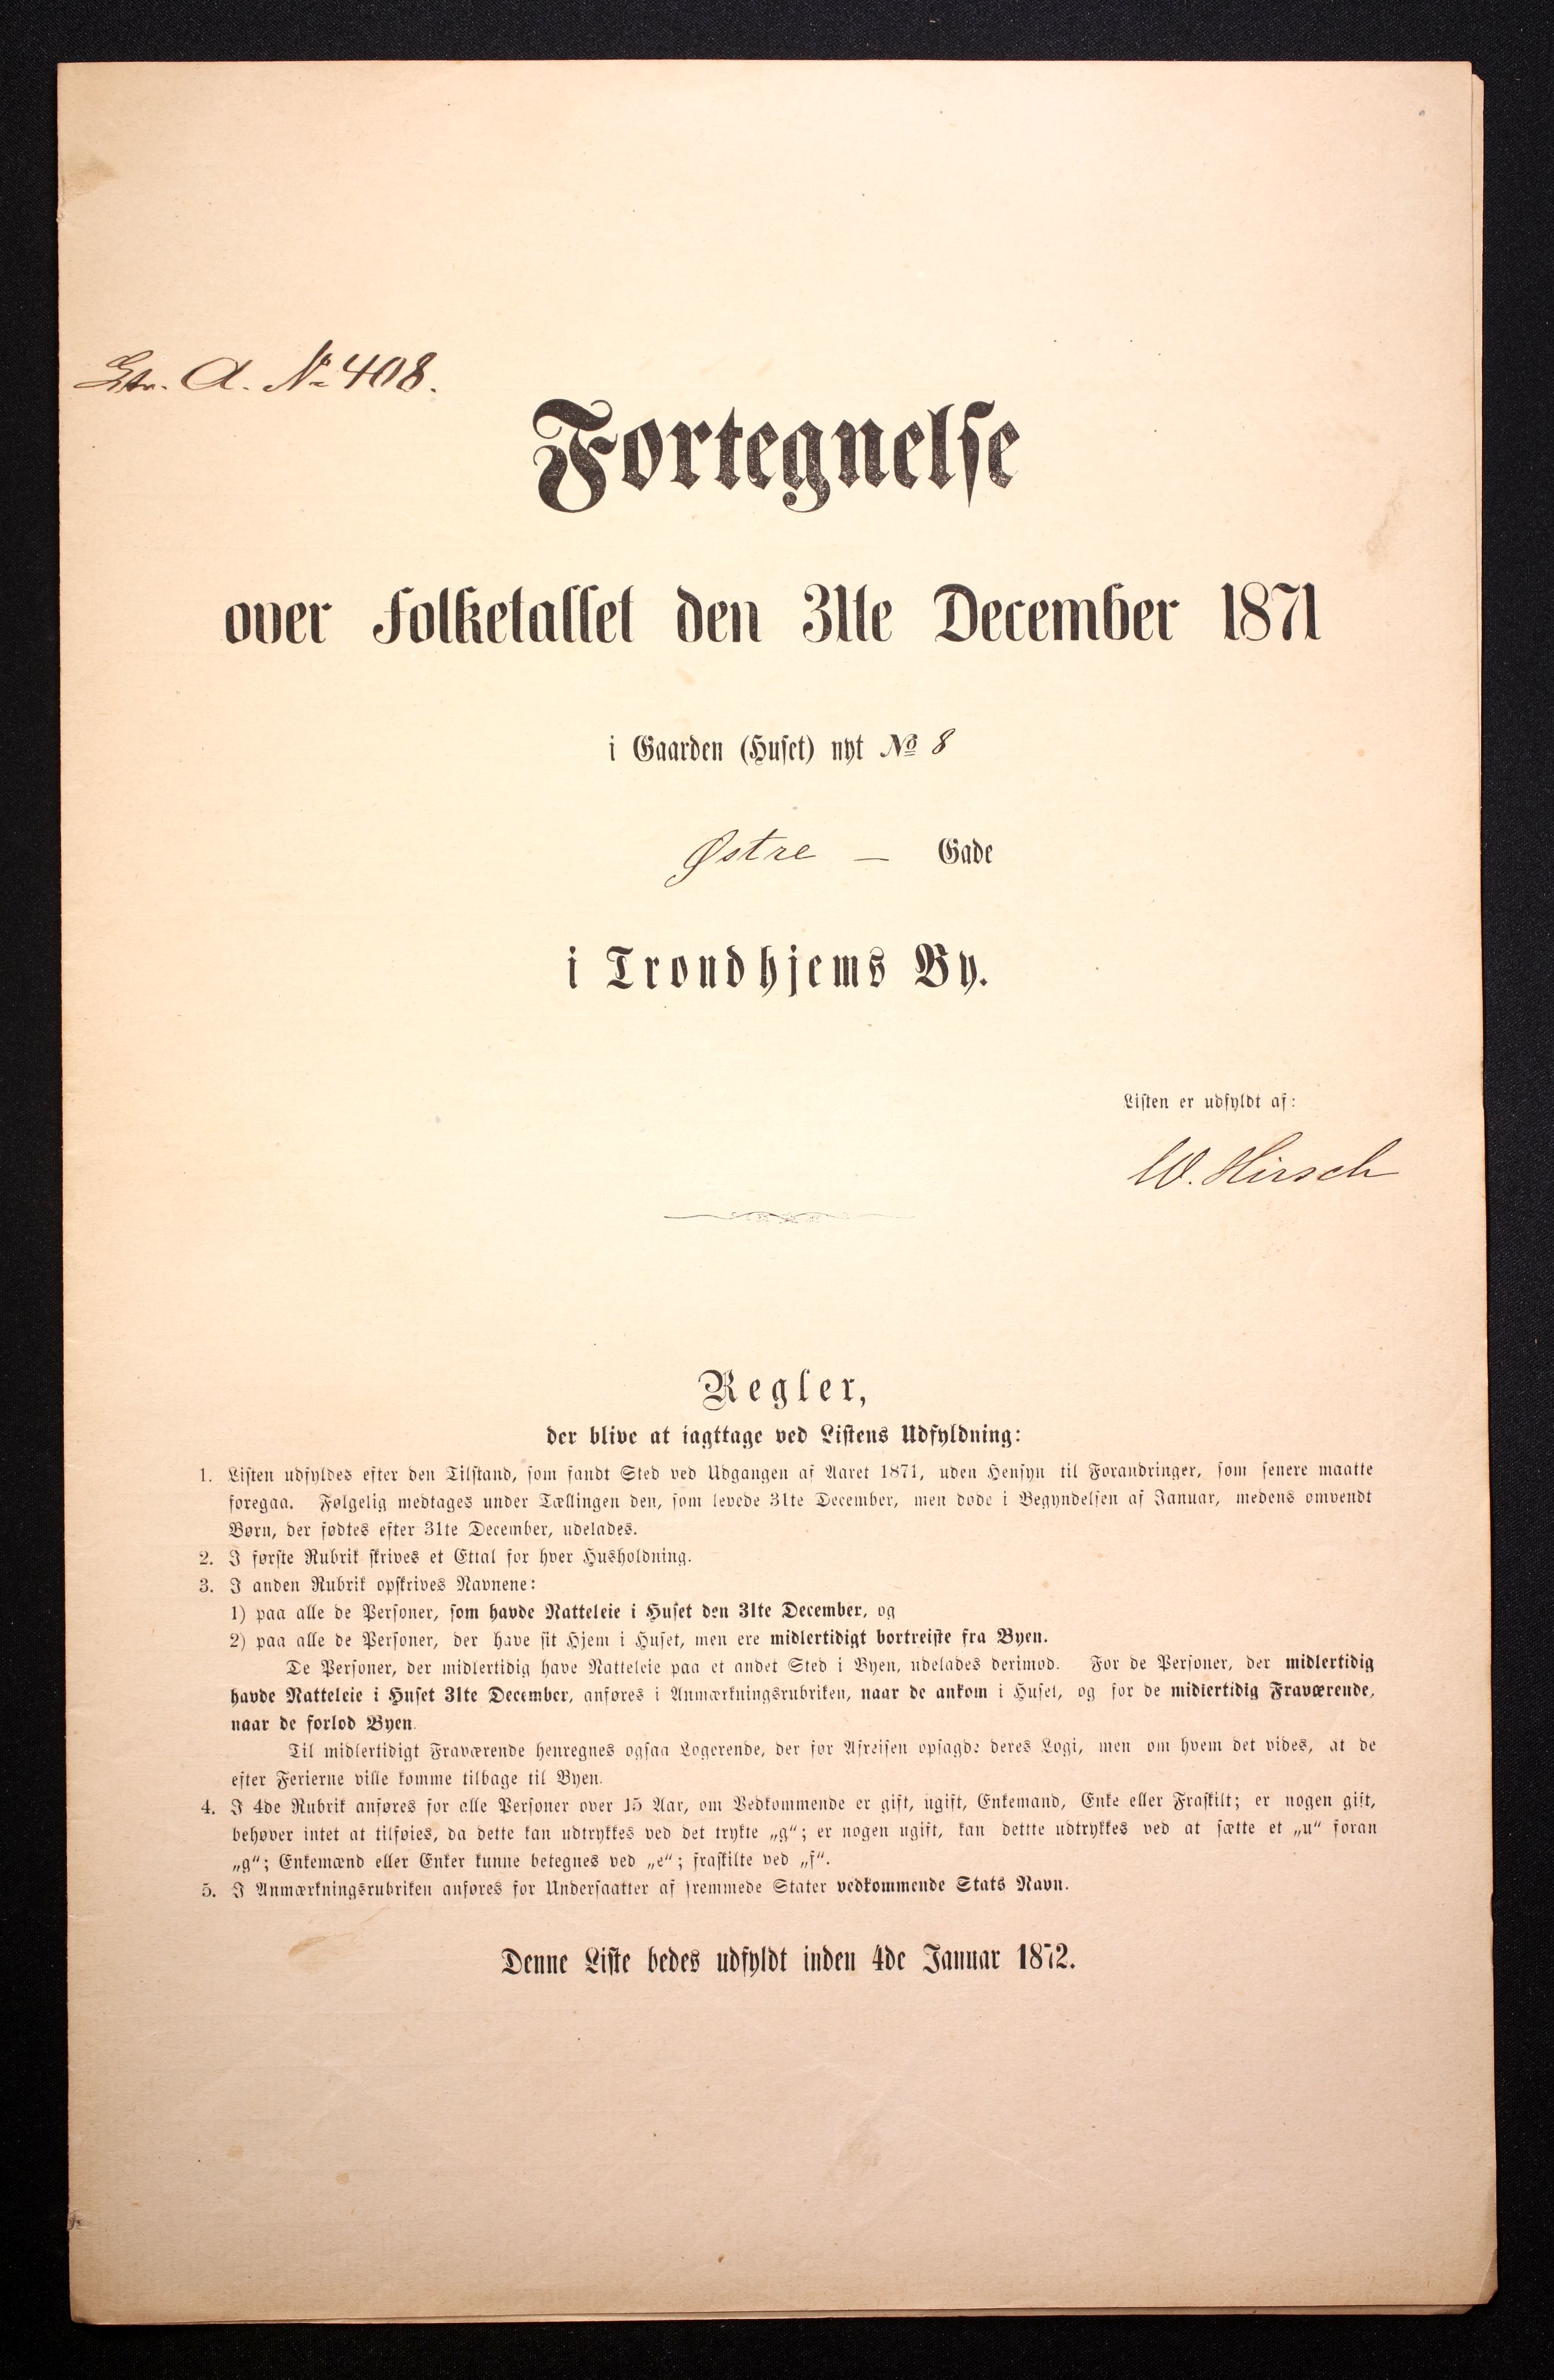 Ltr. A. No 408.
Fortegnelse
over Folketallet den 31te December 1871
i Gaarden (Huset) nyt No 8
Østre — Gade
i Trondhjems By.
Listen er udfyldt af:
W. Hirsch
Regler,
der blive at iagttage ved Listens Udfyldning:
1. Listen udfyldes efter den Tilstand, som fandt Sted ved Udgangen af Aaret 1871, uden Hensyn til Forandringer, som senere maatte
foregaa. Følgelig medtages under Tællingen den, som levede 31te December, men døde i Begyndelsen af Januar, medens omvendt
Børn, der fødtes efter 31te December, udelades.
2. I første Rubrik skrives et Ettal for hver Husholdning.
3. I anden Rubrik opskrives Navnene:
1) paa alle de Personer, som havde Natteleie i Huset den 31te December, og
2) paa alle de Personer, der have sit Hjem i Huset, men ere midlertidigt bortreiste fra Byen.
De Personer, der midlertidig have Natteleie paa et andet Sted i Byen, udelades derimod. For de Personer, der midlertidig
havde Natteleie i Huset 31te December, anføres i Anmærkningsrubriken, naar de ankom i Huset, og for de midlertidig Fraværende,
naar de forlod Byen.
Til midlertidigt Fraværende henregnes ogsaa Logerende, der før Afreisen opsagde deres Logi, men om hvem det vides, at de
efter Ferierne ville komme tilbage til Byen.
4. I 4de Rubrik anføres for alle Personer over 15 Aar, om Vedkommende er gift, ugift, Enkemand, Enke eller Fraskilt; er nogen gift,
behøver intet at tilføies, da dette kan udtrykkes ved det trykte „g“; er nogen ugift, kan dettte udtrykkes ved at sætte et „u“ foran
„g“; Enkemænd eller Enker kunne betegnes ved „e“; fraskilte ved „f“.
5. I Anmærkningsrubriken anføres for Undersaatter af fremmede Stater vedkommende Stats Navn.
Denne Liste bedes udfyldt inden 4de Januar 1872.